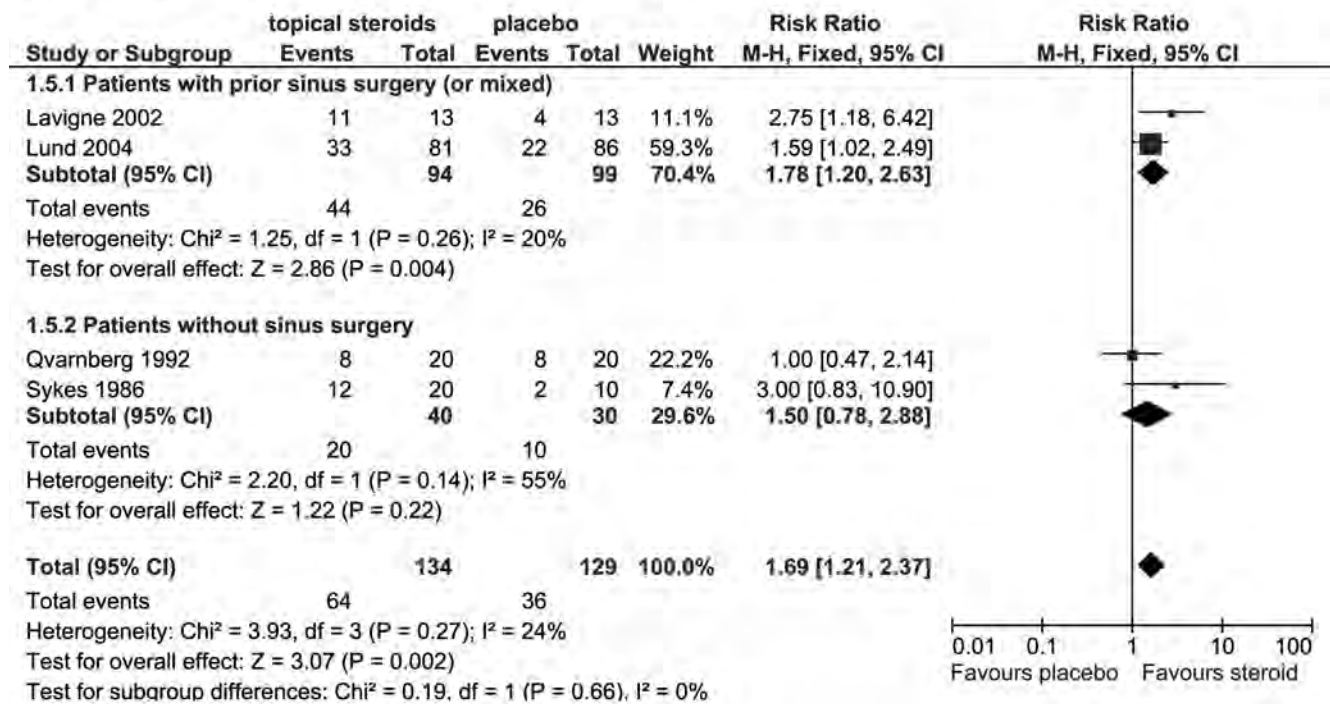 topical steroids placebo Risk Ratio Risk Ratio
Study or Subgroup Events Total Events Total Weight M-H, Fixed, 95% CI M-H, Fixed, 95% CI
1.5.1 Patients with prior sinus surgery (or mixed)
Lavigne 2002 11 13 4 13 11.1% 2.75 [1.18, 6.42]
Lund 2004 33 81 22 86 59.3% 1.59 [1.02, 2.49]
Subtotal (95% CI) 94 99 70.4% 1.78 [1.20, 2.63]
Total events 44 26
Heterogeneity: Chi² = 1.25, df = 1 (P = 0.26); I² = 20%
Test for overall effect: Z = 2.86 (P = 0.004)
1.5.2 Patients without sinus surgery
Qvarnberg 1992 8 20 8 20 22.2% 1.00 [0.47, 2.14]
Sykes 1986 12 20 2 10 7.4% 3.00 [0.83, 10.90]
Subtotal (95% CI) 40 30 29.6% 1.50 [0.78, 2.88]
Total events 20 10
Heterogeneity: Chi² = 2.20, df = 1 (P = 0.14); I² = 55%
Test for overall effect: Z = 1.22 (P = 0.22)
Total (95% CI) 134 129 100.0% 1.69 [1.21, 2.37]
Total events 64 36
Heterogeneity: Chi² = 3.93, df = 3 (P = 0.27); I² = 24%
Test for overall effect: Z = 3.07 (P = 0.002)
Test for subgroup differences: Chi² = 0.19, df = 1 (P = 0.66), I² = 0%
0.01 0.1 1 10 100
Favours placebo Favours steroid